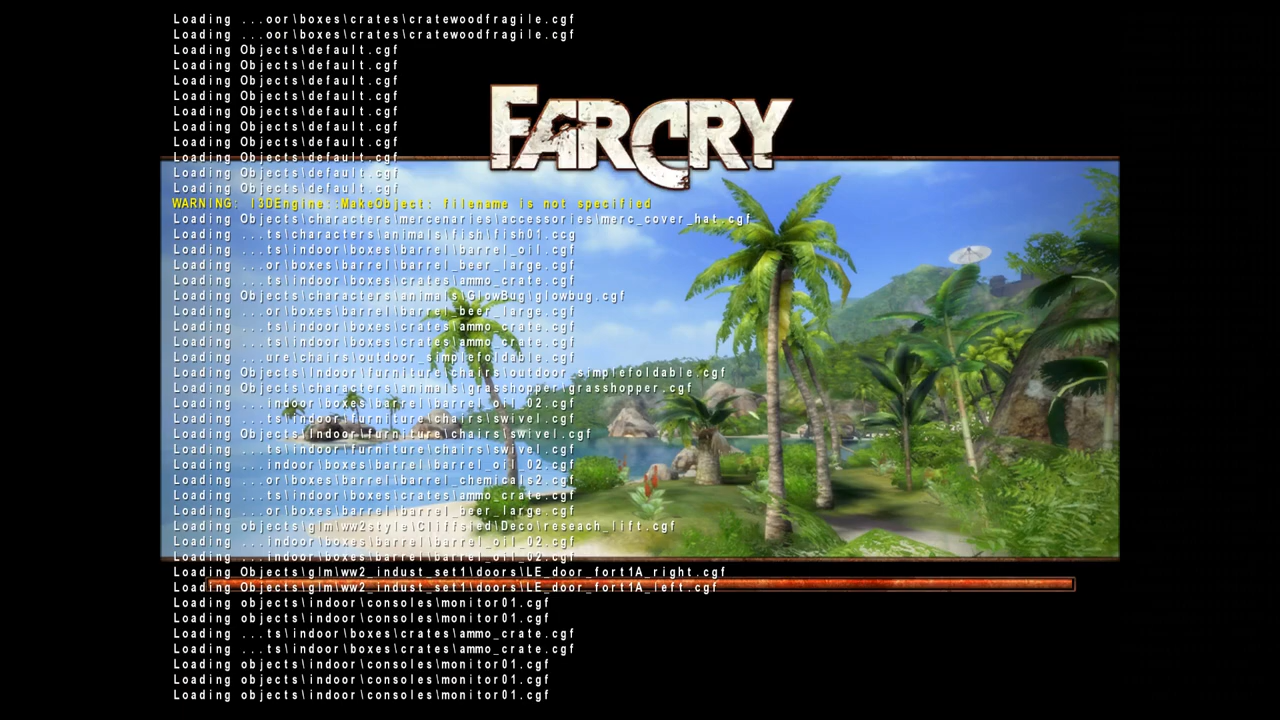 Loading ...oor\boxes\crates\cratewoodfragile.cgf
Loading ...oor\boxes\crates\cratewoodfragile.cgf
Loading Objects\default.cgf
Loading Objects\default.cgf
Loading Objects\default.cgf
Loading Objects\default.cgf
Loading Objects\default.cgf
Loading Objects\default.cgf
Loading Objects\default.cgf
FARCRY
Loading Objects\default.cgf
Loading Objects\default.cgf
Loading Objects\default.cgf
WARNING: I3DEngine::MakeObject: filename is not specified
Loading Objects\characters\mercenaries\accessories\merc_cover_hat.cgf
Loading ...ts\characters\animals\fish\fish01.ccg
Loading ...ts\indoor\boxes\barrel\barrel_oil.cgf
Loading ...or\boxes\barrel\barrel_beer_large.cgf
Loading ...ts\indoor\boxes\crates\ammo_crate.cgf
Loading Objects\characters\animals\GlowBug\glowbug.cgf
Loading ...or\boxes\barrel\barrel_beer_large.cgf
Loading ...ts\indoor\boxes\crates\ammo_crate.cgf
Loading ...ts\indoor\boxes\crates\ammo_crate.cgf
Loading ...ure\chairs\outdoor_simplefoldable.cgf
Loading Objects\Indoor\furniture\chairs\outdoor_simplefoldable.cgf
Loading Objects\characters\animals\grasshopper\grasshopper.cgf
Loading ...indoor\boxes\barrel\barrel_oil_02.cgf
Loading ...ts\indoor\furniture\chairs\swivel.cgf
Loading Objects\Indoor\furniture\chairs\swivel.cgf
Loading ...ts\indoor\furniture\chairs\swivel.cgf
Loading ...indoor\boxes\barrel\barrel_oil_02.cgf
Loading ...or\boxes\barrel\barrel_chemicals2.cgf
Loading ...ts\indoor\boxes\crates\ammo_crate.cgf
Loading ...or\boxes\barrel\barrel_beer_large.cgf
Loading objects\glm\ww2style\Cliffsied\Deco\reseach_lift.cgf
Loading ...indoor\boxes\barrel\barrel_oil_02.cgf
Loading ...indoor\boxes\barrel\barrel_oil_02.cgf
Loading Objects\glm\ww2_indust_set1\doors\LE_door_fort1A_right.cgf
Loading Objects\glm\ww2_indust_set1\doors\LE_door_fort1A_left.cgf
Loading objects\indoor\consoles\monitor01.cgf
Loading objects\indoor\consoles\monitor01.cgf
Loading ...ts\indoor\boxes\crates\ammo_crate.cgf
Loading ...ts\indoor\boxes\crates\ammo_crate.cgf
Loading objects\indoor\consoles\monitor01.cgf
Loading objects\indoor\consoles\monitor01.cgf
Loading objects\indoor\consoles\monitor01.cgf